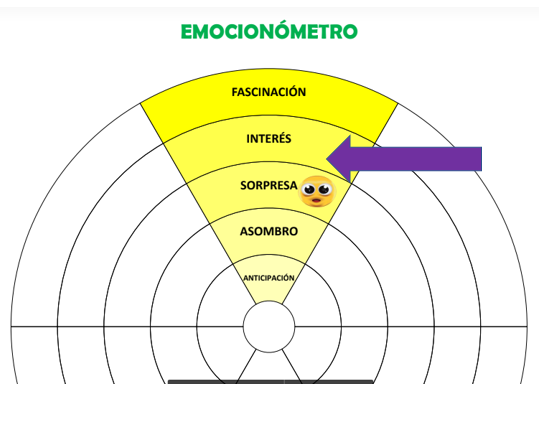 EMOCIONÓMETRO
FASCINACIÓN
INTERÉS
SORPRESA
ASOMBRO
ANTICIPACIÓN